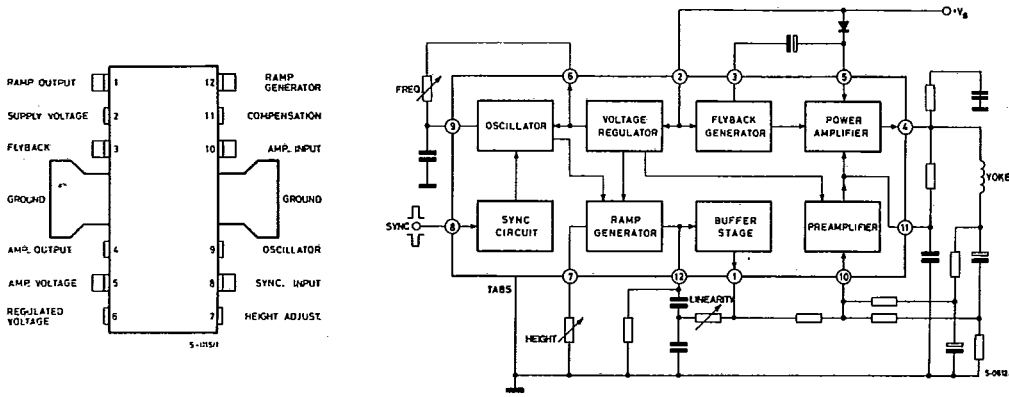 RAMP OUTPUT
SUPPLY VOLTAGE
FLYBACK
GROUND
AMP. OUTPUT
AMP. VOLTAGE
REGULATED
VOLTAGE
1
2
3
4
5
6
12
11
10
9
8
7
RAMP
GENERATOR
COMPENSATION
AMP. INPUT
GROUND
OSCILLATOR
SYNC. INPUT
HEIGHT ADJUST.
+Vs
6
2
3
5
FREQ.
9
OSCILLATOR
VOLTAGE
REGULATOR
FLYBACK
GENERATOR
POWER
AMPLIFIER
4
YOKE
SYNC
8
SYNC
CIRCUIT
RAMP
GENERATOR
BUFFER
STAGE
PREAMPLIFIER
11
TABS
7
12
1
10
HEIGHT
LINEARITY